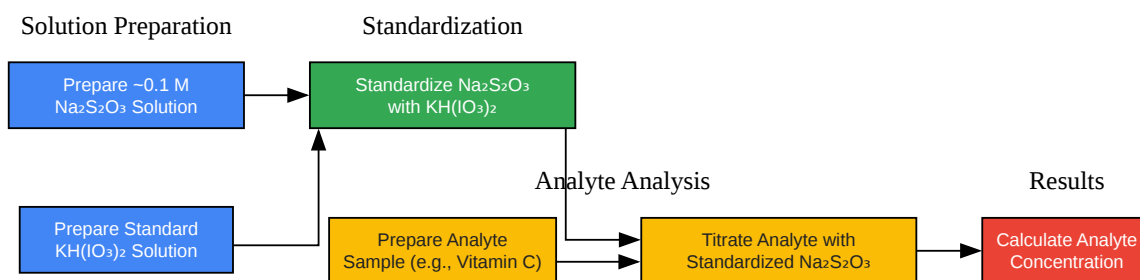 Solution Preparation
Standardization
Prepare ~0.1 M
Na₂S₂O₃ Solution
Standardize Na₂S₂O₃
with KH(IO₃)₂
Analyte Analysis
Results
Prepare Standard
KH(IO₃)₂ Solution
Prepare Analyte
Sample (e.g., Vitamin C)
Titrate Analyte with
Standardized Na₂S₂O₃
Calculate Analyte
Concentration